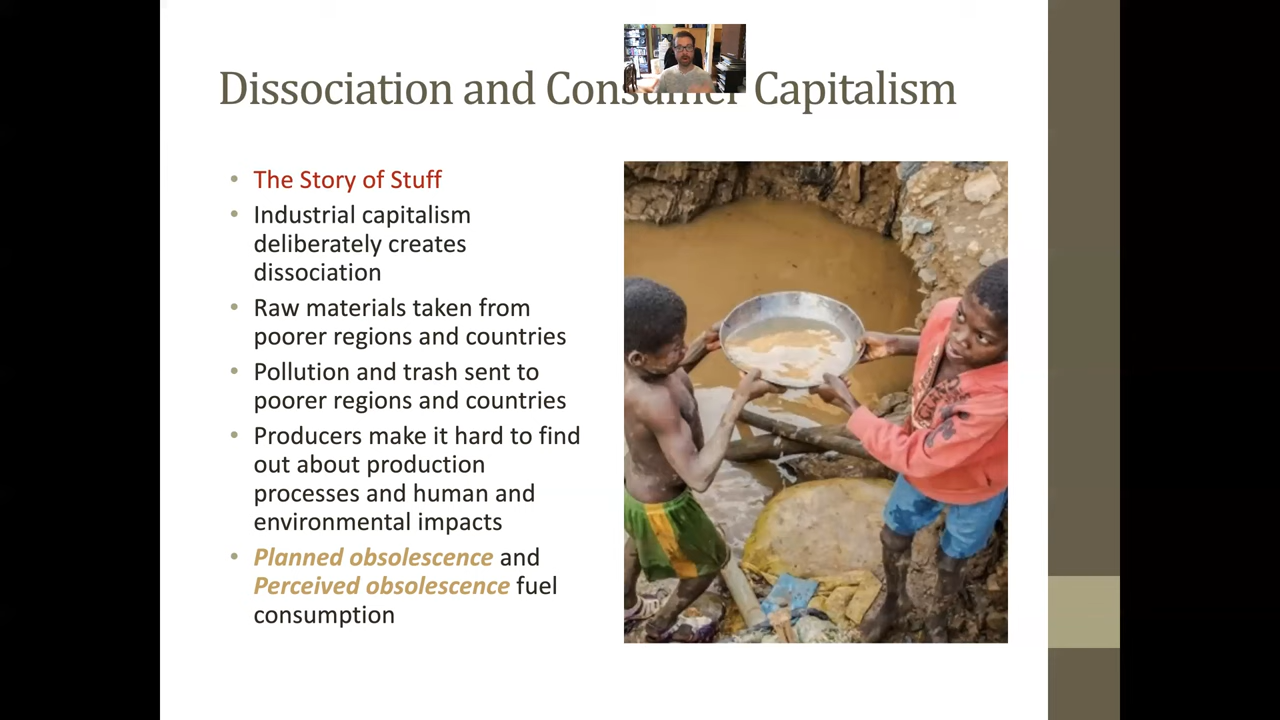 Dissociation and Consumer Capitalism
• The Story of Stuff
• Industrial capitalism
deliberately creates
dissociation
• Raw materials taken from
poorer regions and countries
• Pollution and trash sent to
poorer regions and countries
• Producers make it hard to find
out about production
processes and human and
environmental impacts
• Planned obsolescence and
Perceived obsolescence fuel
consumption